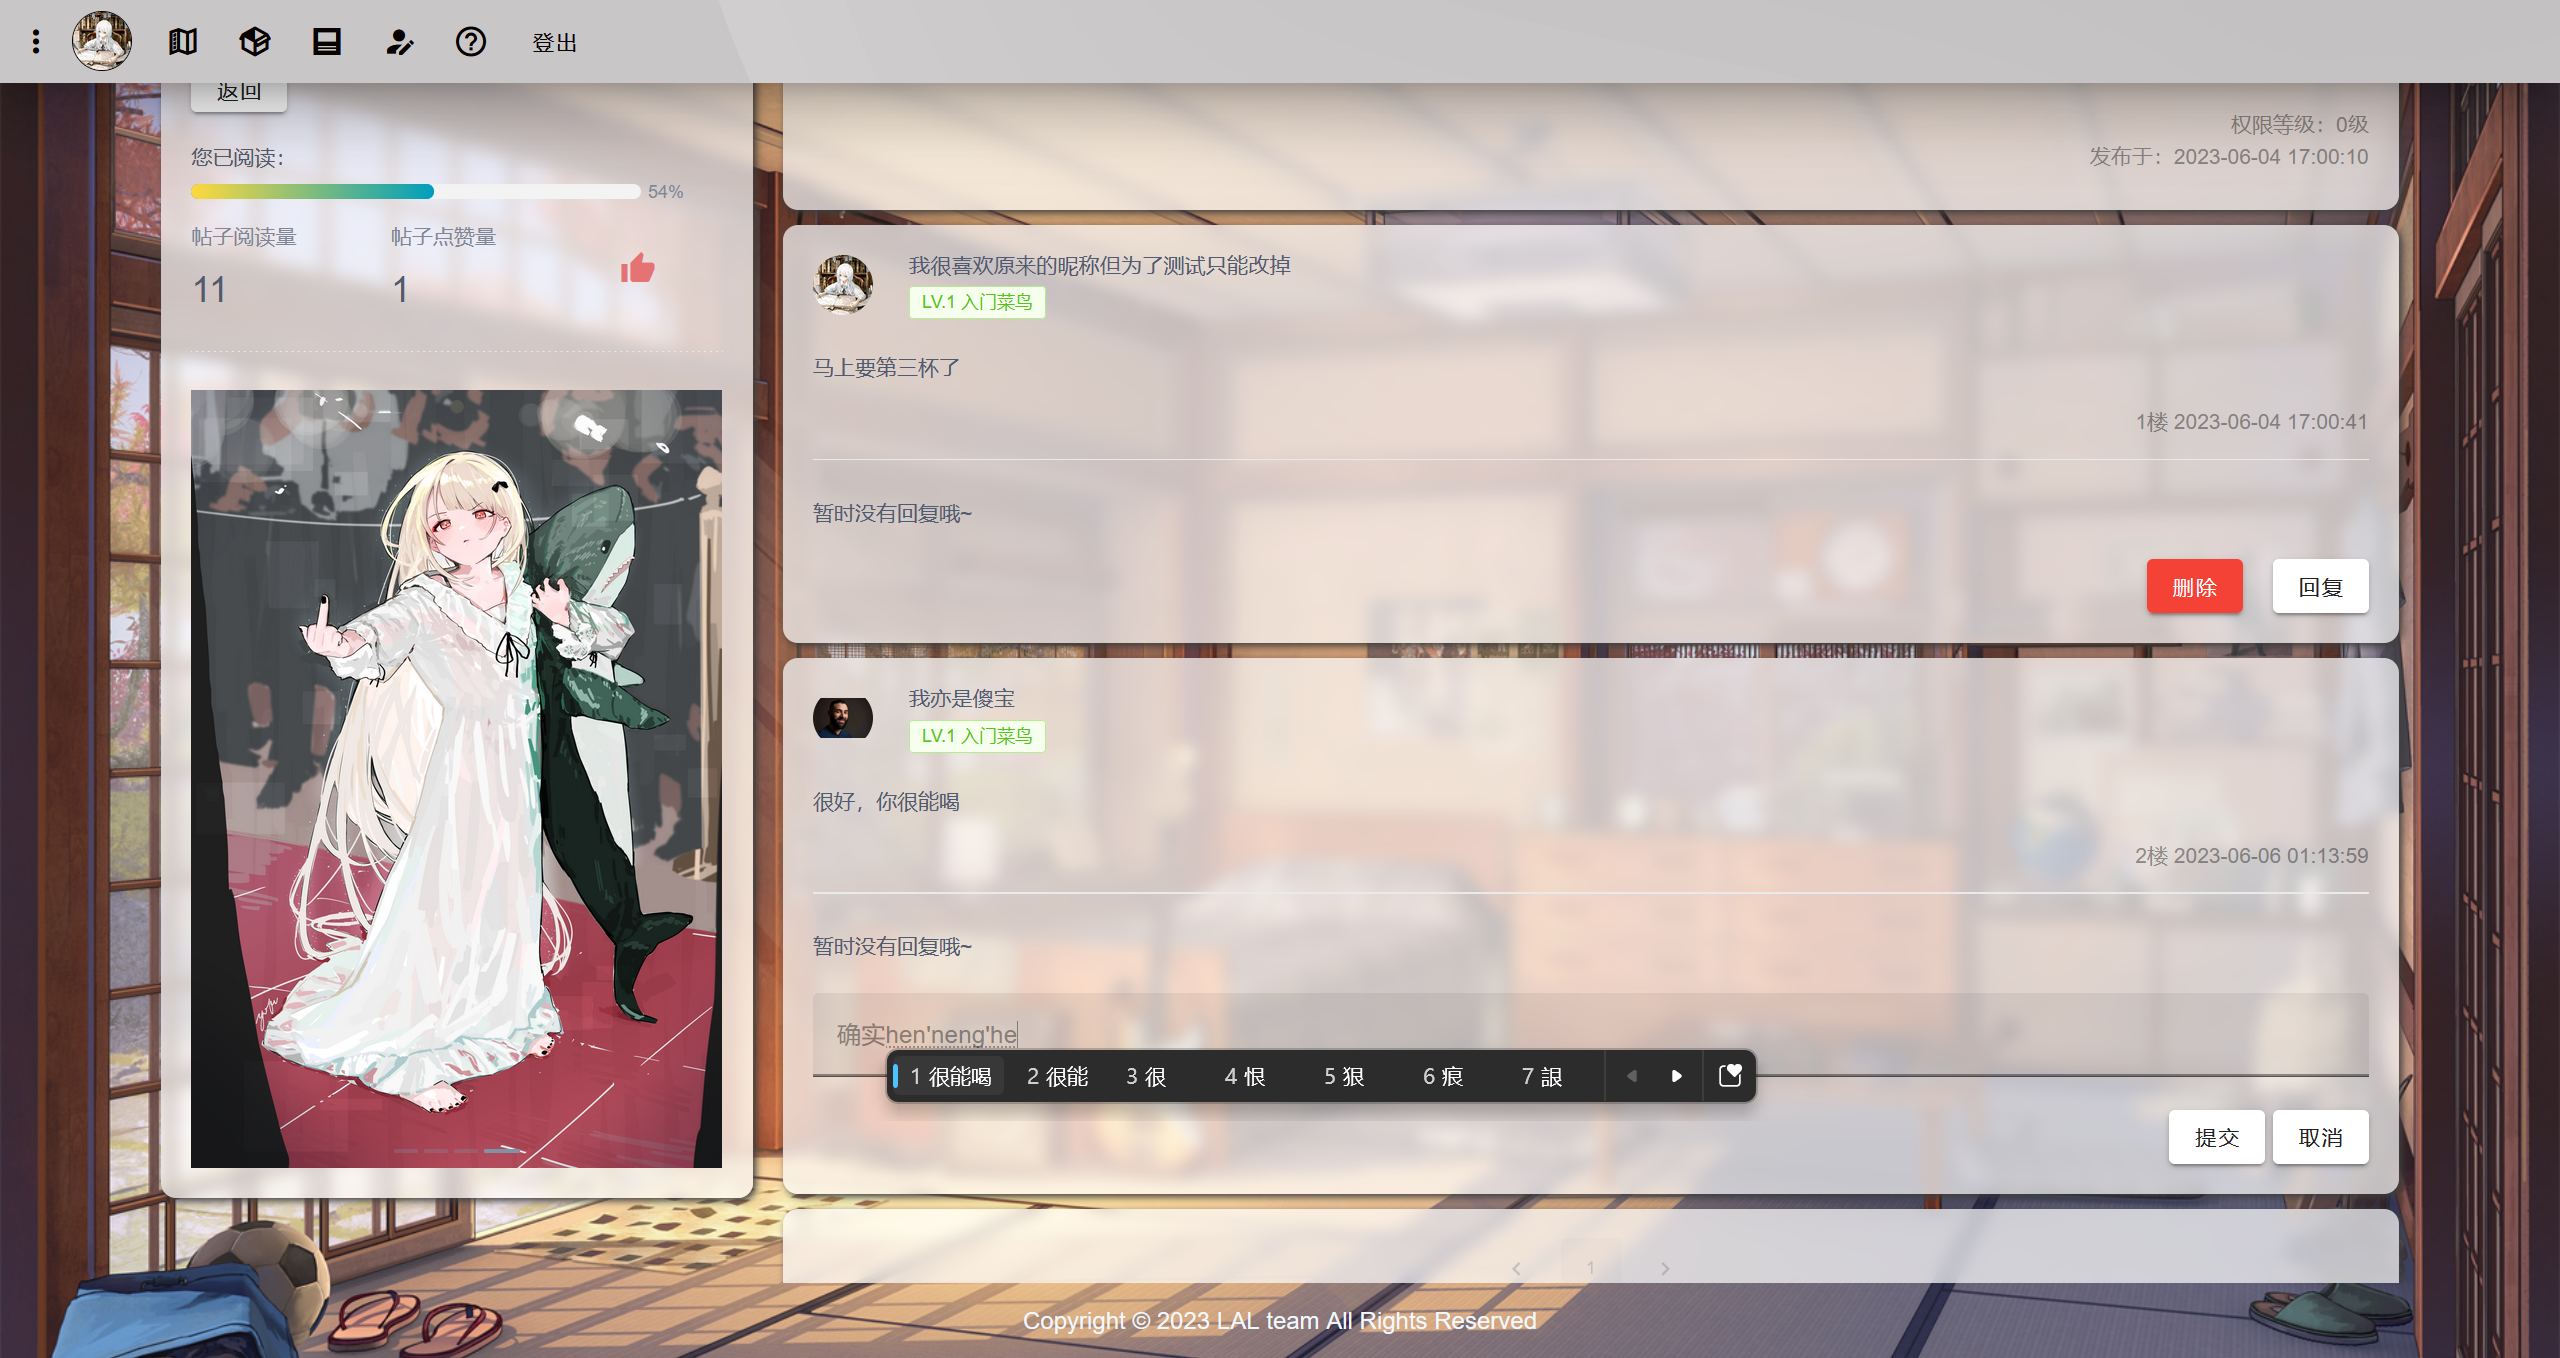 登出
返回
您已阅读：
54%
帖子阅读量
帖子点赞量
11
1
权限等级：0级
发布于：2023-06-04 17:00:10
我很喜欢原来的昵称但为了测试只能改掉
LV.1 入门菜鸟
马上要第三杯了
1楼 2023-06-04 17:00:41
暂时没有回复哦~
删除
回复
我亦是傻宝
LV.1 入门菜鸟
很好，你很能喝
2楼 2023-06-06 01:13:59
暂时没有回复哦~
确实hen'neng'he
1 很能喝 2 很能 3 很 4 恨 5 狠 6 痕 7 詪
提交
取消
1
Copyright © 2023 LAL team All Rights Reserved